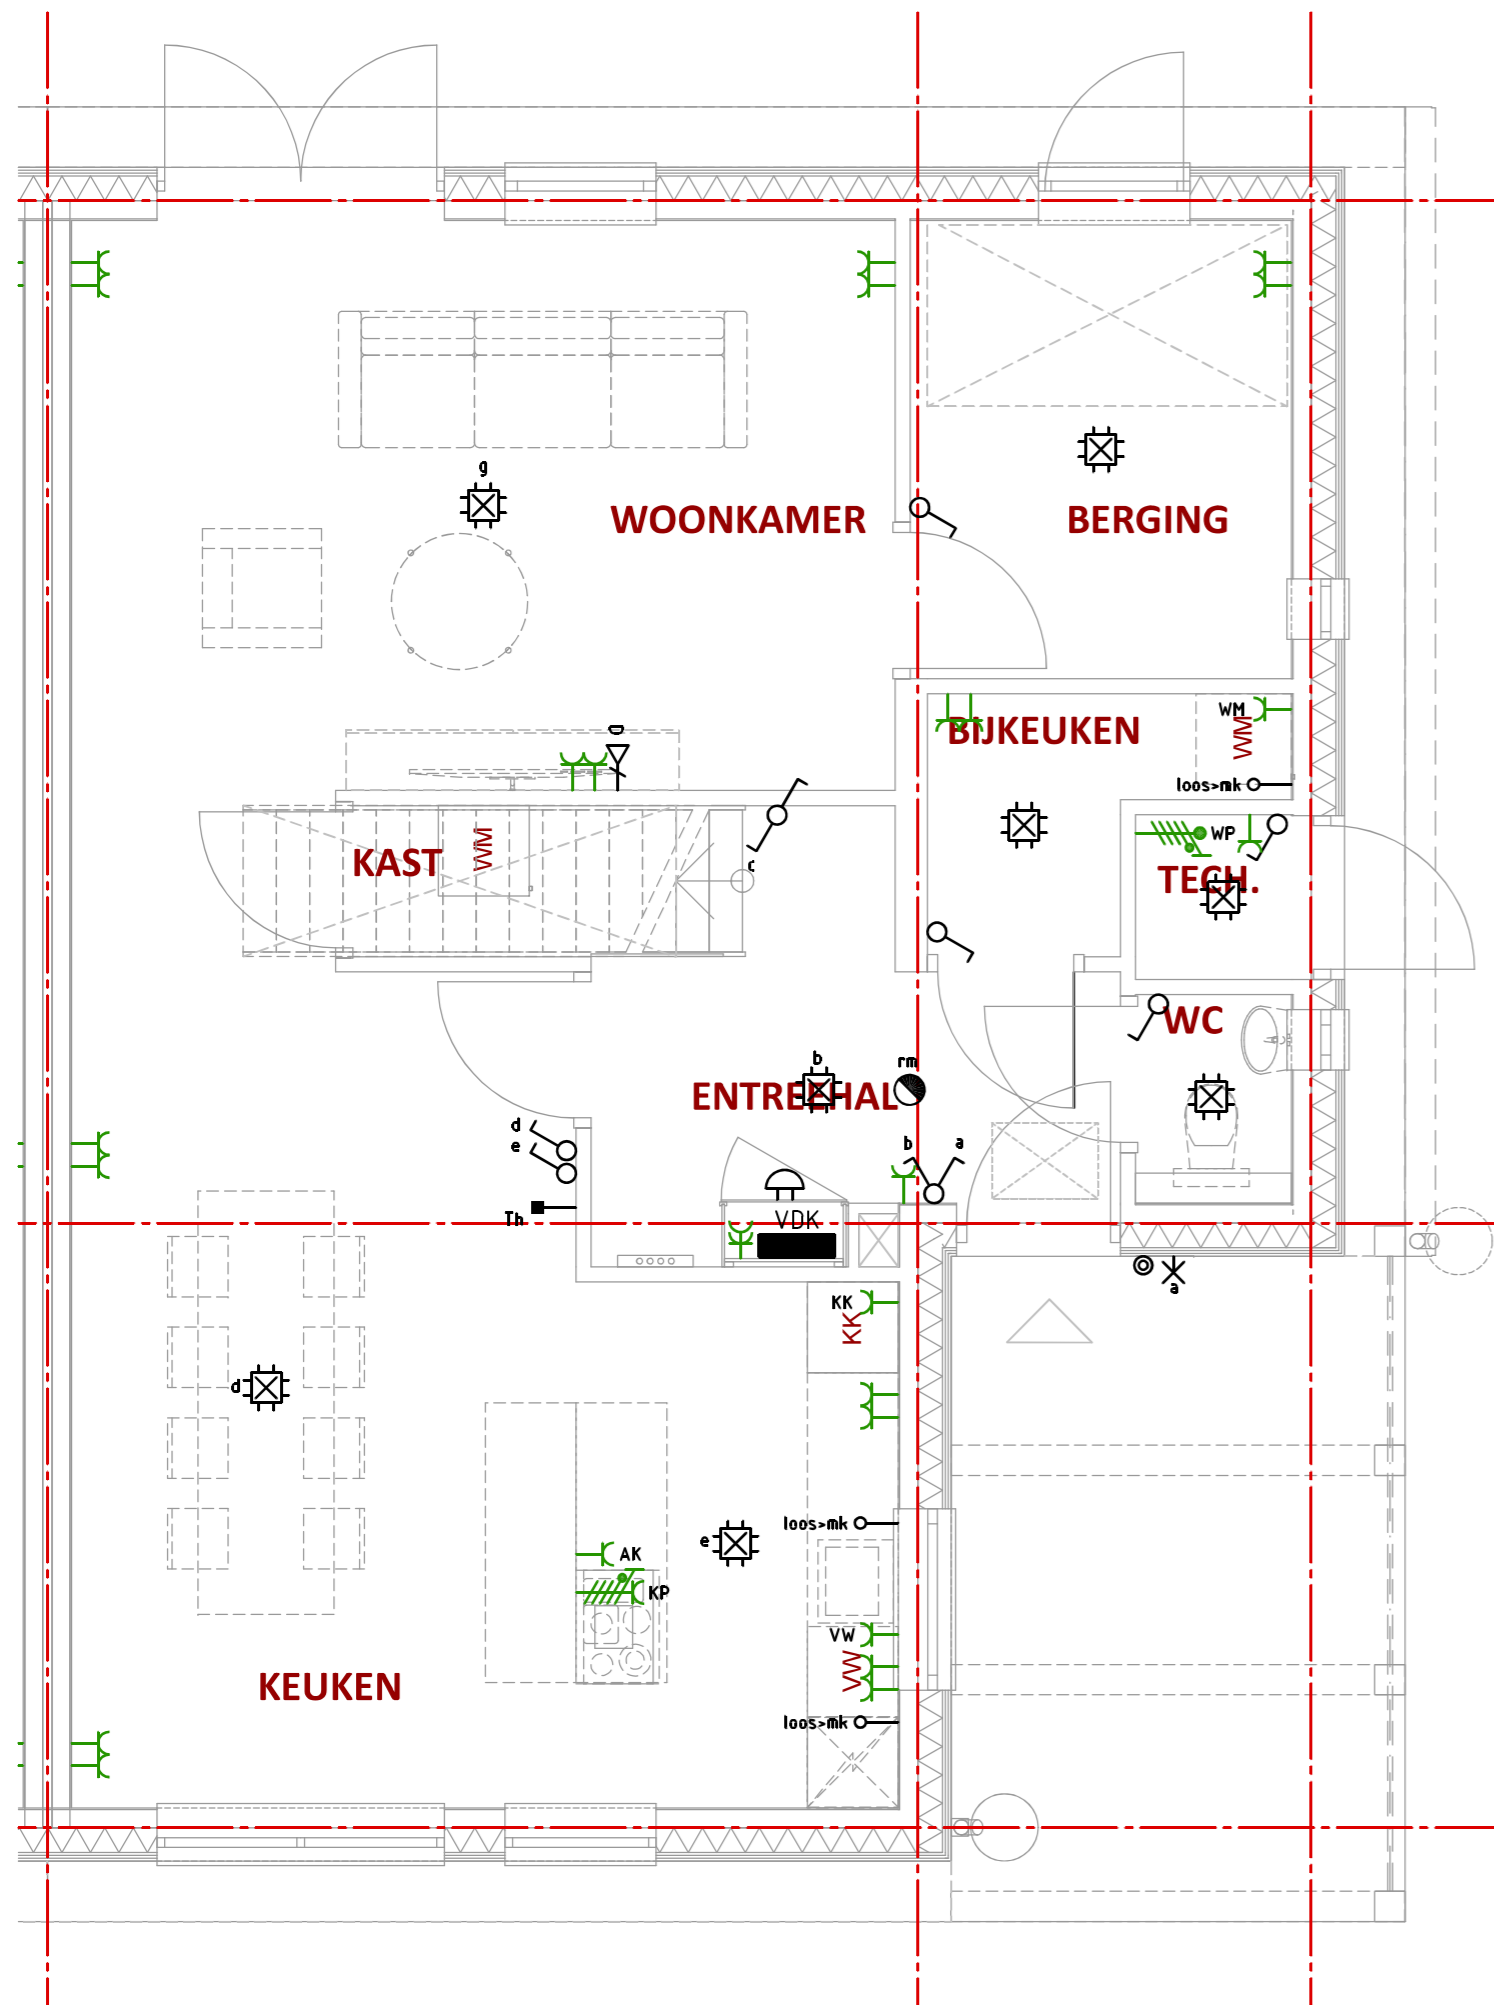 g
WOONKAMER
BERGING
D
BIJKEUKEN
WM
WM
loos>mk
WP
KAST
WM
c
TECH.
WC
b
rm
ENTREEHAL
d
e
b
a
Th
VDK
a
KK
KK
d
loos>mk
e
AK
KP
VW
VW
KEUKEN
loos>mk